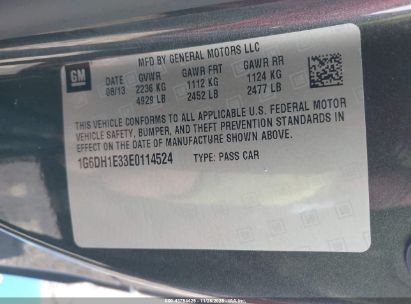 GM
MFD BY GENERAL MOTORS LLC
DATE GVWR GAWR FRT GAWR RR
09/13 2236 KG 1112 KG 1124 KG
4929 LB 2452 LB 2477 LB
THIS VEHICLE CONFORMS TO ALL APPLICABLE U.S. FEDERAL MOTOR
VEHICLE SAFETY, BUMPER, AND THEFT PREVENTION STANDARDS IN
EFFECT ON THE DATE OF MANUFACTURE SHOWN ABOVE.
1G6DH1E33E0114524 TYPE: PASS CAR